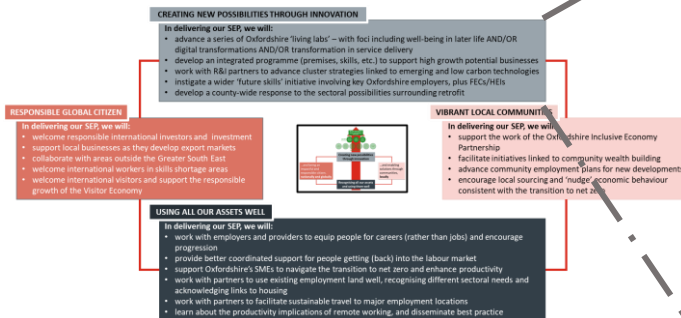 CREATING NEW POSSIBILITIES THROUGH INNOVATION
In delivering our SEP, we will:
• advance a series of Oxfordshire 'living labs' – with foci including well-being in later life AND/OR
digital transformations AND/OR transformation in service delivery
• develop an integrated programme (premises, skills, etc.) to support high growth potential businesses
• work with R&I partners to advance cluster strategies linked to emerging and low carbon technologies
• instigate a wider 'future skills' initiative involving key Oxfordshire employers, plus FECs/HEIs
• develop a county-wide response to the sectoral possibilities surrounding retrofit
RESPONSIBLE GLOBAL CITIZEN
In delivering our SEP, we will:
• welcome responsible international investors and investment
• support local businesses as they develop export markets
• collaborate with areas outside the Greater South East
• welcome international workers in skills shortage areas
• welcome international visitors and support the responsible
growth of the Visitor Economy
VIBRANT LOCAL COMMUNITIES
In delivering our SEP, we will:
• support the work of the Oxfordshire Inclusive Economy
Partnership
• facilitate initiatives linked to community wealth building
• advance community employment plans for new developments
• encourage local sourcing and 'nudge' economic behaviour
consistent with the transition to net zero
USING ALL OUR ASSETS WELL
In delivering our SEP, we will:
• work with employers and providers to equip people for careers (rather than jobs) and encourage
progression
• provide better coordinated support for people getting (back) into the labour market
• support Oxfordshire's SMEs to navigate the transition to net zero and enhance productivity
• work with partners to use existing employment land well, recognising different sectoral needs and
acknowledging links to housing
• work with partners to facilitate sustainable travel to major employment locations
• learn about the productivity implications of remote working, and disseminate best practice